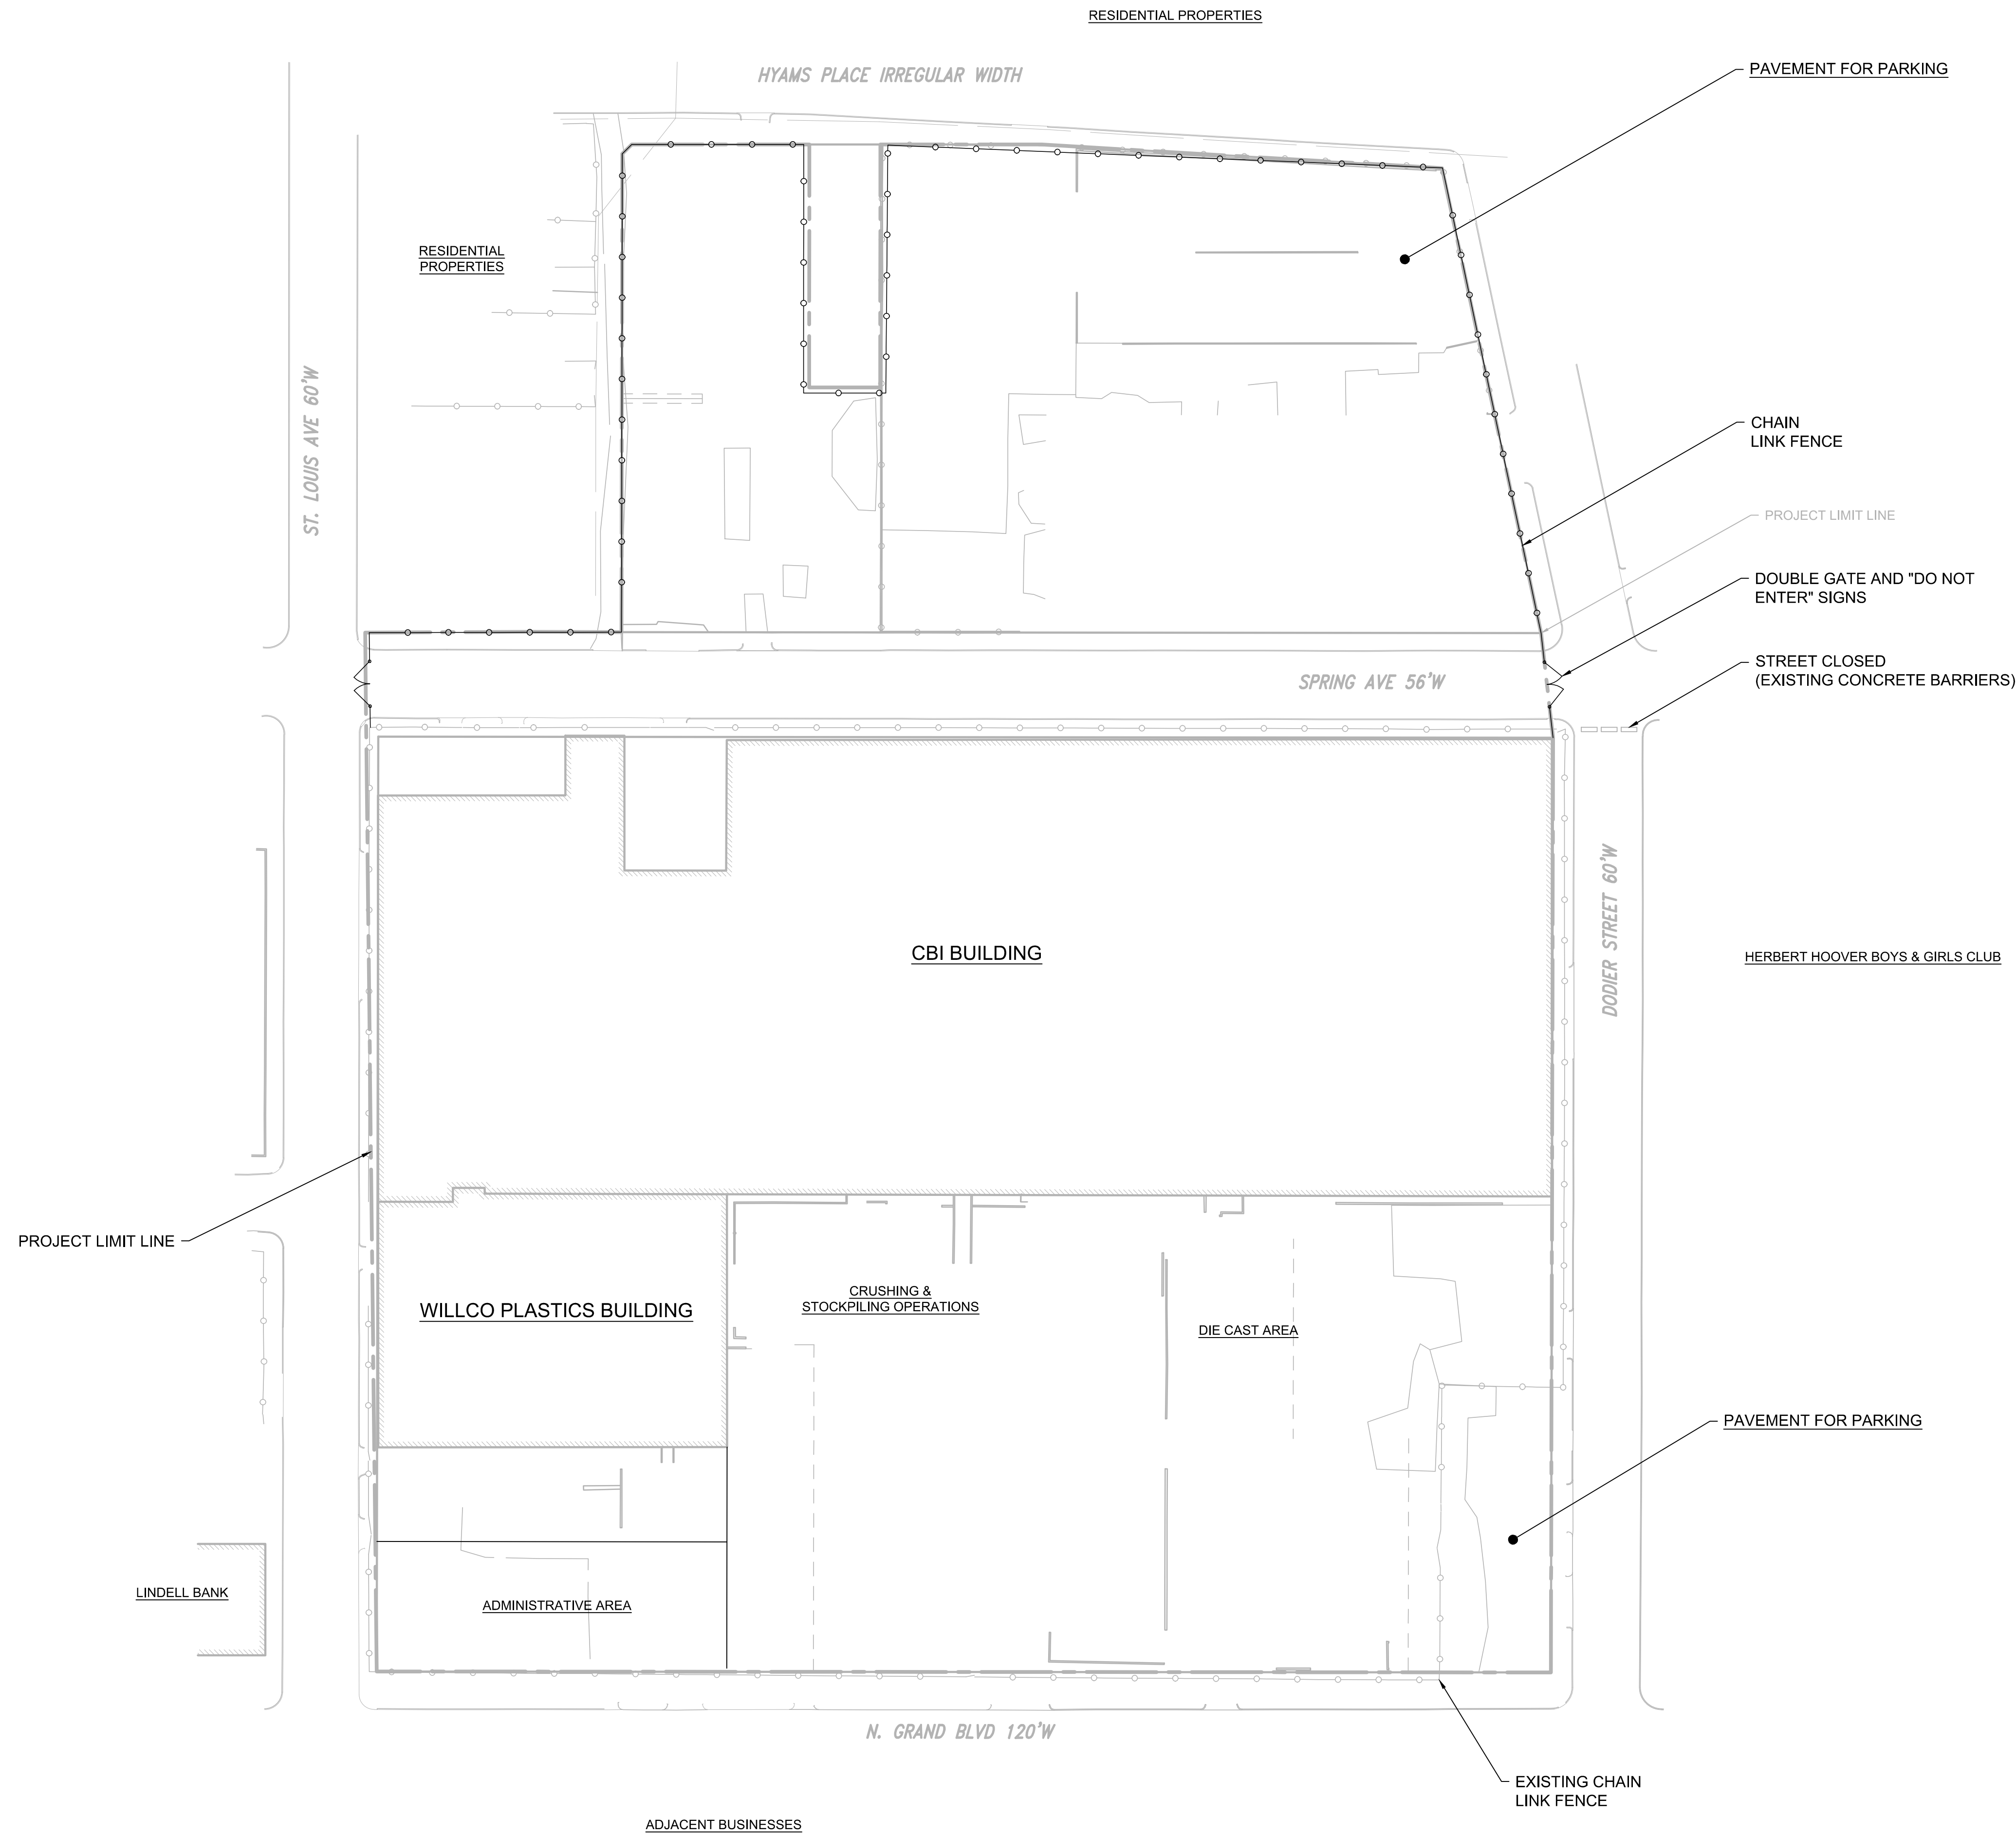 RESIDENTIAL PROPERTIES
HYAMS PLACE IRREGULAR WIDTH
PAVEMENT FOR PARKING
RESIDENTIAL
PROPERTIES
ST. LOUIS AVE 60'W
CHAIN
LINK FENCE
PROJECT LIMIT LINE
DOUBLE GATE AND "DO NOT
ENTER" SIGNS
STREET CLOSED
(EXISTING CONCRETE BARRIERS)
SPRING AVE 56'W
CBI BUILDING
DODIER STREET 60'W
HERBERT HOOVER BOYS & GIRLS CLUB
PROJECT LIMIT LINE
WILLCO PLASTICS BUILDING
CRUSHING &
STOCKPILING OPERATIONS
DIE CAST AREA
PAVEMENT FOR PARKING
LINDELL BANK
ADMINISTRATIVE AREA
N. GRAND BLVD 120'W
EXISTING CHAIN
LINK FENCE
ADJACENT BUSINESSES